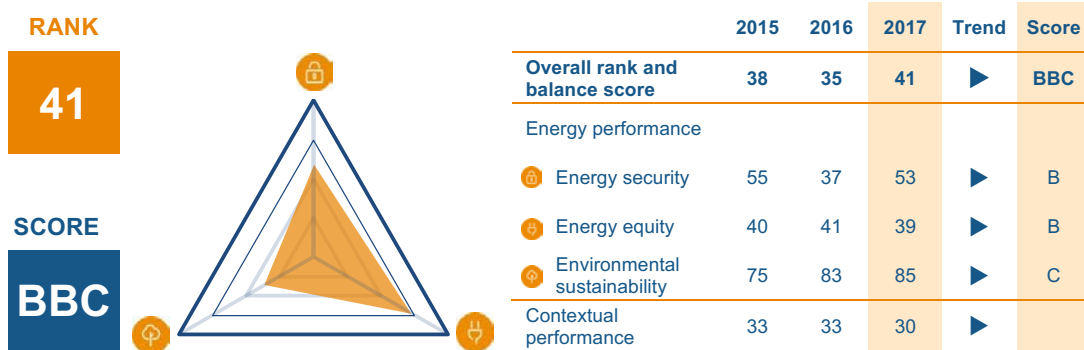 RANK
41
SCORE
BBC
2015 2016 2017 Trend Score
Overall rank and
balance score 38 35 41 BBC
Energy performance
Energy security 55 37 53 B
Energy equity 40 41 39 B
Environmental
sustainability 75 83 85 C
Contextual
performance 33 33 30